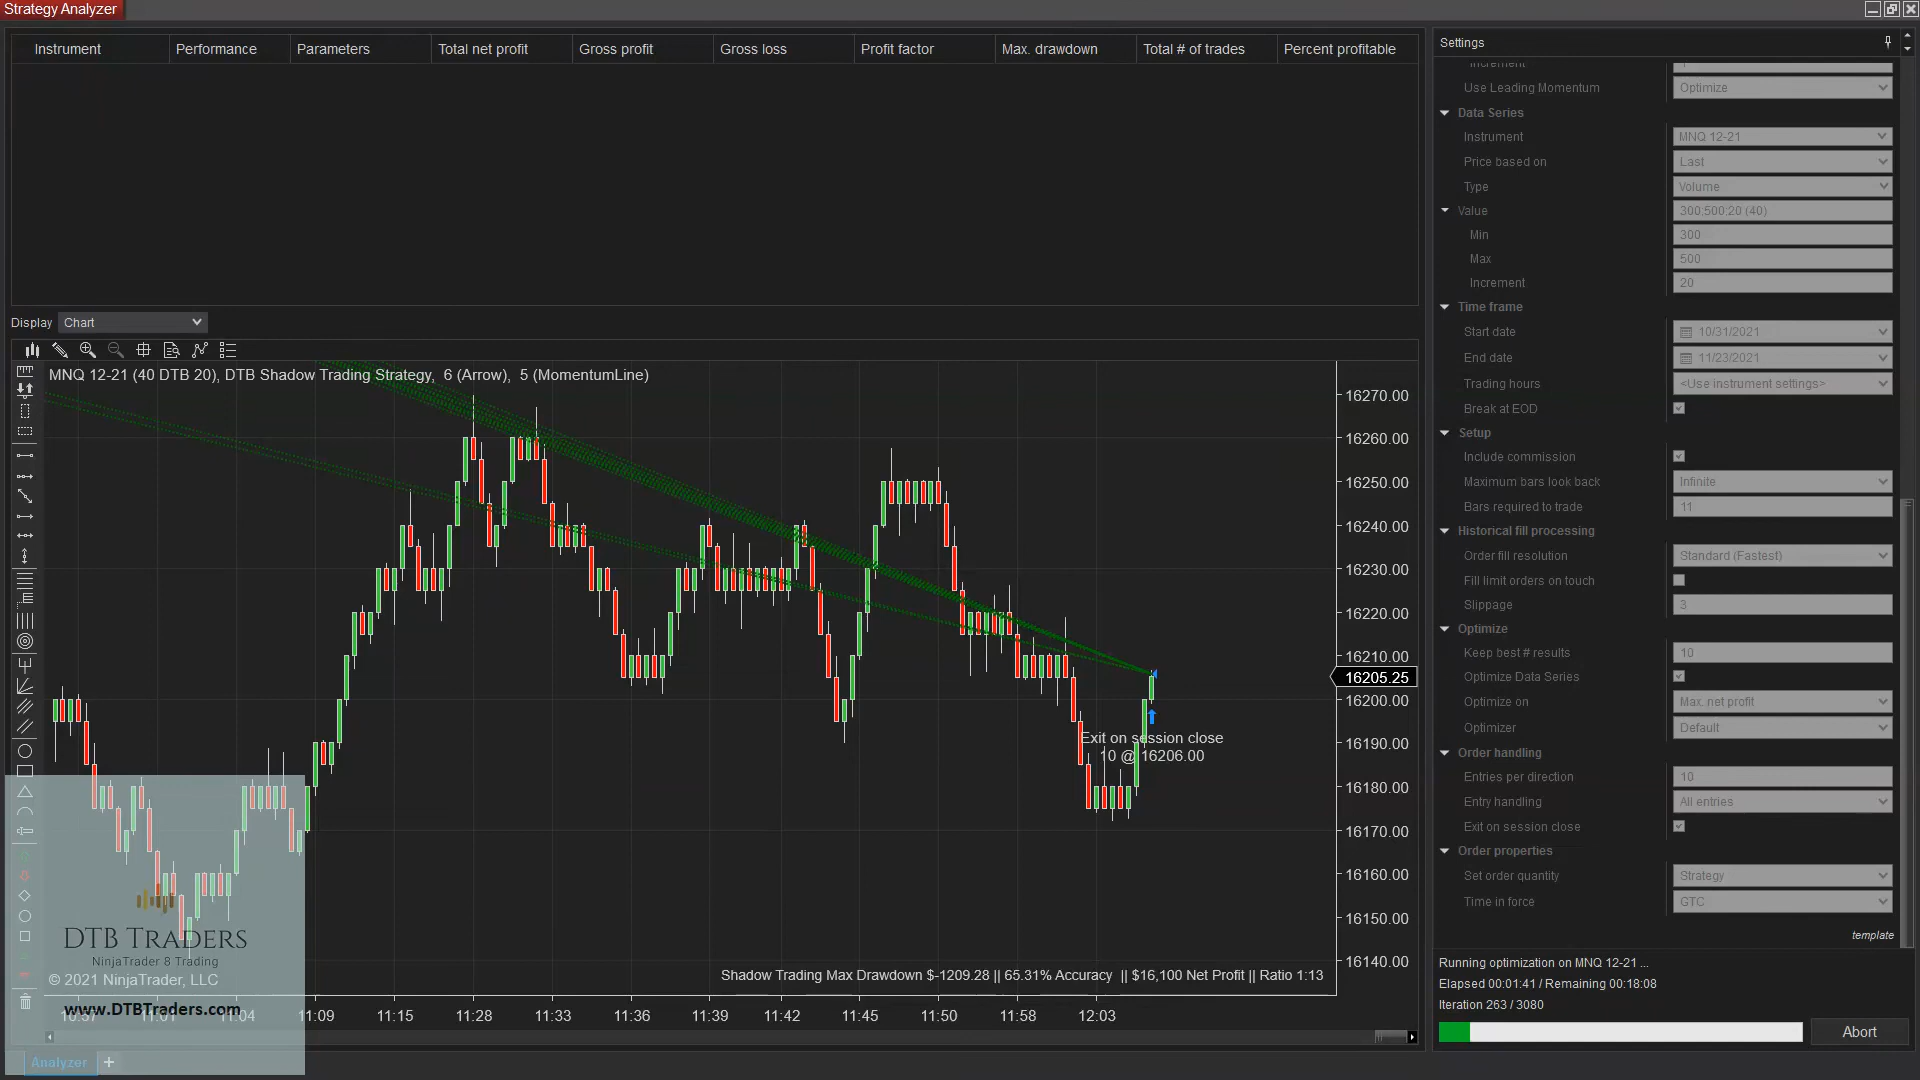 Strategy Analyzer
Instrument Performance Parameters Total net profit Gross profit Gross loss Profit factor Max. drawdown Total # of trades Percent profitable
Display Chart
MNQ 12-21 (40 DTB 20), DTB Shadow Trading Strategy, 6 (Arrow), 5 (MomentumLine)
16270.00
16260.00
16250.00
16240.00
16230.00
16220.00
16210.00
16205.25
16200.00
16190.00
16180.00
16170.00
16160.00
16150.00
16140.00
Exit on session close
10 @ 16206.00
Shadow Trading Max Drawdown $-1209.28 || 65.31% Accuracy || $16,100 Net Profit || Ratio 1:13
DTB TRADERS
NinjaTrader 8 Trading
© 2021 NinjaTrader, LLC
www.DTBTraders.com
10:57 11:01 11:04 11:09 11:15 11:28 11:33 11:36 11:39 11:42 11:45 11:50 11:58 12:03
Analyzer +
Settings
Increment
Use Leading Momentum Optimize
Data Series
Instrument MNQ 12-21
Price based on Last
Type Volume
Value 300;500;20 (40)
Min 300
Max 500
Increment 20
Time frame
Start date 10/31/2021
End date 11/23/2021
Trading hours <Use instrument settings>
Break at EOD
Setup
Include commission
Maximum bars look back Infinite
Bars required to trade 11
Historical fill processing
Order fill resolution Standard (Fastest)
Fill limit orders on touch
Slippage 3
Optimize
Keep best # results 10
Optimize Data Series
Optimize on Max. net profit
Optimizer Default
Order handling
Entries per direction 10
Entry handling All entries
Exit on session close
Order properties
Set order quantity Strategy
Time in force GTC
template
Running optimization on MNQ 12-21 ...
Elapsed 00:01:41 / Remaining 00:18:08
Iteration 263 / 3080
Abort